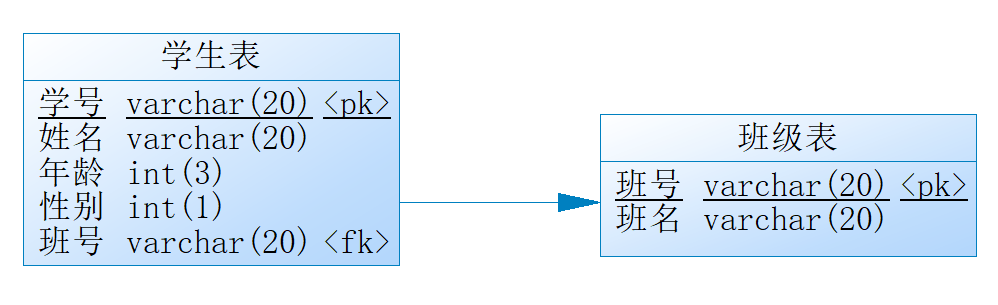 学生表
学号 varchar(20) <pk>
姓名 varchar(20)
年龄 int(3)
性别 int(1)
班号 varchar(20) <fk>
班级表
班号 varchar(20) <pk>
班名 varchar(20)